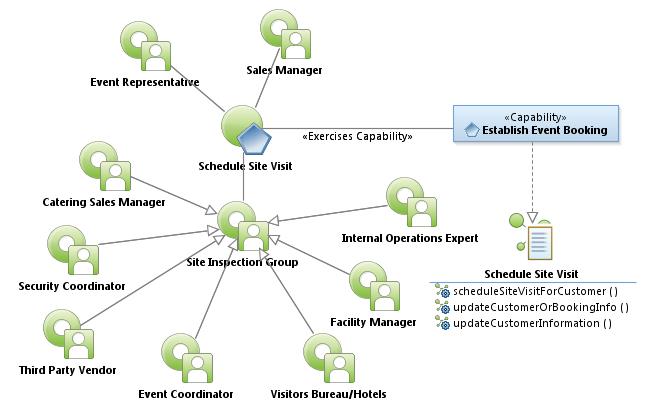 Sales Manager
Event Representative
«Capability»
Establish Event Booking
«Exercises Capability»
Schedule Site Visit
Catering Sales Manager
Internal Operations Expert
Site Inspection Group
Schedule Site Visit
Security Coordinator
scheduleSiteVisitForCustomer ()
updateCustomerOrBookingInfo ()
Facility Manager
updateCustomerInformation ()
Third Party Vendor
Event Coordinator
Visitors Bureau/Hotels